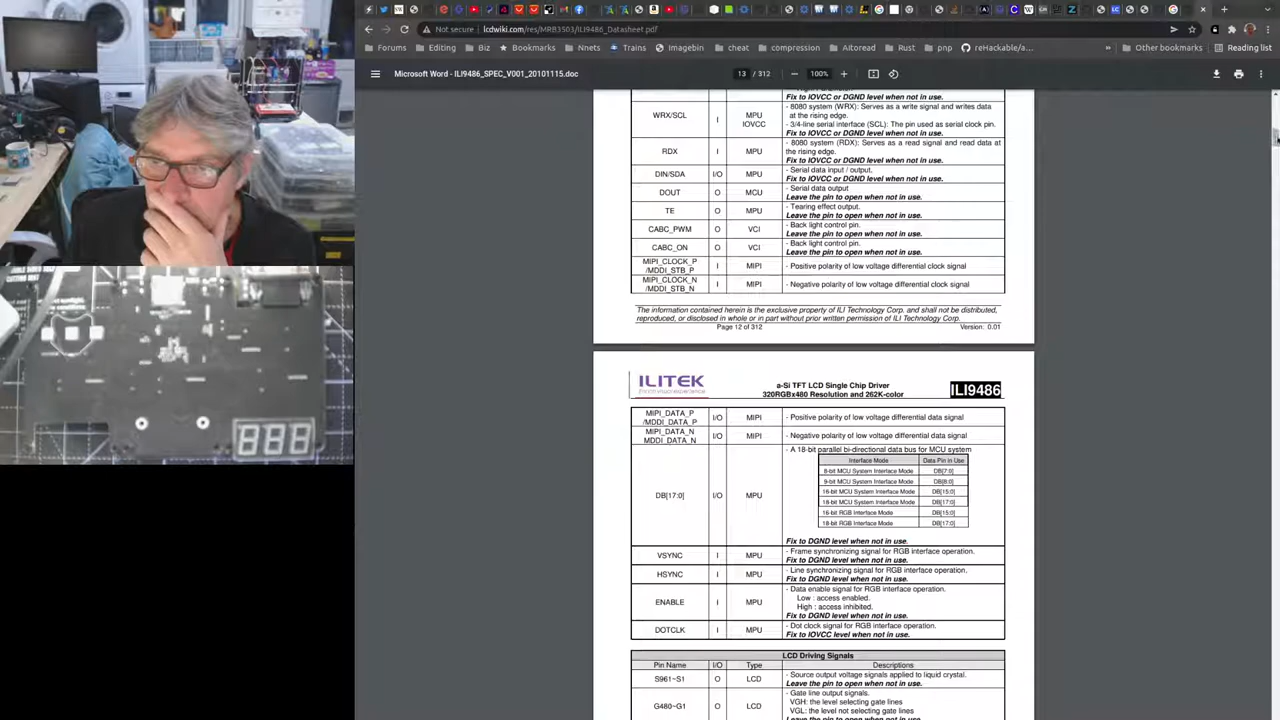 Not secure
lcdwiki.com/res/MRB3503/ILI9486_Datasheet.pdf
Forums
Editing
Biz
Bookmarks
Nnets
Trains
Imagebin
cheat
compression
AItoread
Rust
pnp
reHackable/a...
Other bookmarks
Reading list
Microsoft Word - ILI9486_SPEC_V001_20101115.doc
13 / 312
100%
Fix to IOVCC or DGND level when not in use.
WRX/SCL I MPU IOVCC
- 8080 system (WRX): Serves as a write signal and writes data
at the rising edge.
- 3/4-line serial interface (SCL): The pin used as serial clock pin.
Fix to IOVCC or DGND level when not in use.
RDX I MPU
- 8080 system (RDX): Serves as a read signal and read data at
the rising edge.
Fix to IOVCC or DGND level when not in use.
DIN/SDA I/O MPU
- Serial data input / output.
Fix to IOVCC or DGND level when not in use.
DOUT O MCU
- Serial data output
Leave the pin to open when not in use.
TE O MPU
- Tearing effect output.
Leave the pin to open when not in use.
CABC_PWM O VCI
- Back light control pin.
Leave the pin to open when not in use.
CABC_ON O VCI
- Back light control pin.
Leave the pin to open when not in use.
MIPI_CLOCK_P
/MDDI_STB_P I MIPI - Positive polarity of low voltage differential clock signal
MIPI_CLOCK_N
/MDDI_STB_N I MIPI - Negative polarity of low voltage differential clock signal
The information contained herein is the exclusive property of ILI Technology Corp. and shall not be distributed,
reproduced, or disclosed in whole or in part without prior written permission of ILI Technology Corp.
Page 12 of 312 Version: 0.01
ILITEK
a-Si TFT LCD Single Chip Driver
320RGBx480 Resolution and 262K-color
ILI9486
MIPI_DATA_P
/MDDI_DATA_P I/O MIPI - Positive polarity of low voltage differential data signal
MIPI_DATA_N
MDDI_DATA_N I/O MIPI - Negative polarity of low voltage differential data signal
DB[17:0] I/O MPU
- A 18-bit parallel bi-directional data bus for MCU system
Interface Mode Data Pin in Use
8-bit MCU System Interface Mode DB[7:0]
9-bit MCU System Interface Mode DB[8:0]
16-bit MCU System Interface Mode DB[15:0]
18-bit MCU System Interface Mode DB[17:0]
16-bit RGB Interface Mode DB[15:0]
18-bit RGB Interface Mode DB[17:0]
Fix to DGND level when not in use.
VSYNC I MPU
- Frame synchronizing signal for RGB interface operation.
Fix to DGND level when not in use.
HSYNC I MPU
- Line synchronizing signal for RGB interface operation.
Fix to DGND level when not in use.
ENABLE I MPU
- Data enable signal for RGB interface operation.
Low : access enabled.
High : access inhibited.
Fix to DGND level when not in use.
DOTCLK I MPU
- Dot clock signal for RGB interface operation.
Fix to IOVCC level when not in use.
LCD Driving Signals
Pin Name I/O Type Descriptions
S961~S1 O LCD
- Source output voltage signals applied to liquid crystal.
Leave the pin to open when not in use.
G480~G1 O LCD
- Gate line output signals.
VGH: the level selecting gate lines
VGL: the level not selecting gate lines
Leave the pin to open when not in use.